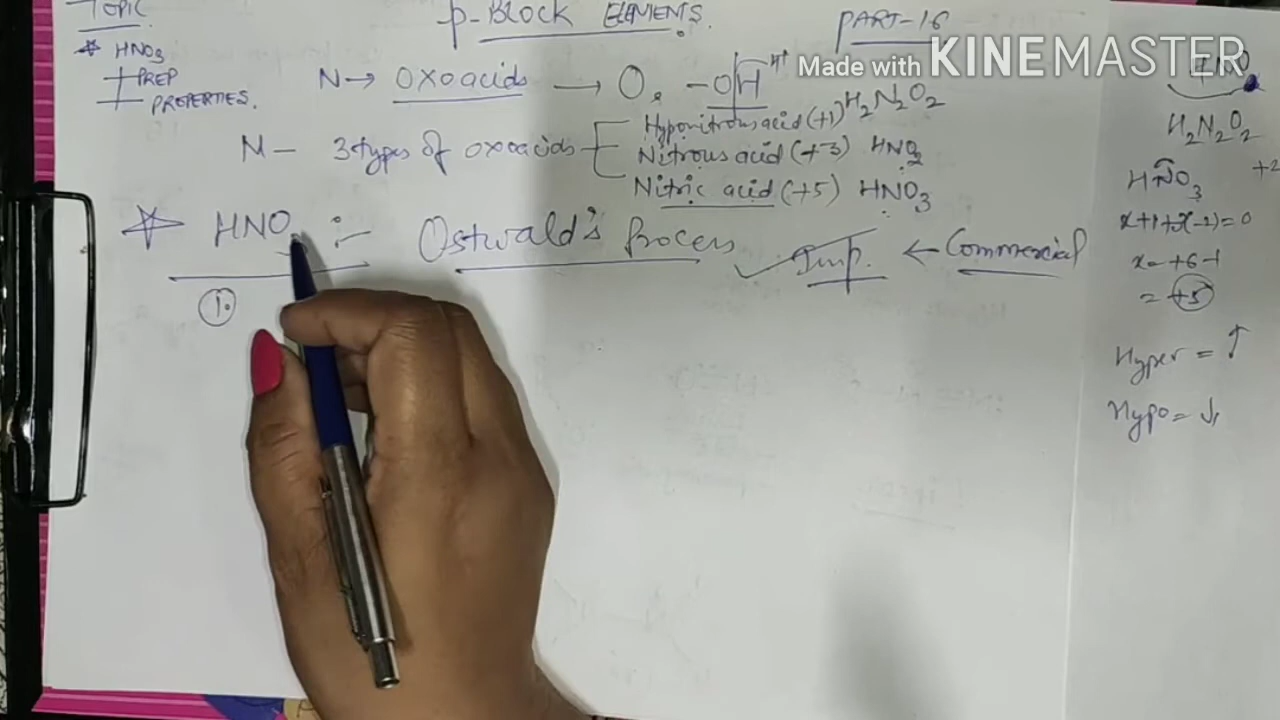 TOPIC
p-BLOCK ELEMENTS.
PART-16
Made with KINEMASTER
* HNO3
PREP
PROPERTIES.
N → Oxoacids → O, -OH H+
N - 3 types of oxoacids
Hyponitrous acid (+1) H2N2O2
Nitrous acid (+3) HNO2
Nitric acid (+5) HNO3
HNO :- Ostwald's Process ✓ Imp. ← Commercial
1.
H2N2O2
HNO3 +2
x+1+3(-2)=0
x= +6-1
= +5
Hyper = ↑
Hypo = ↓